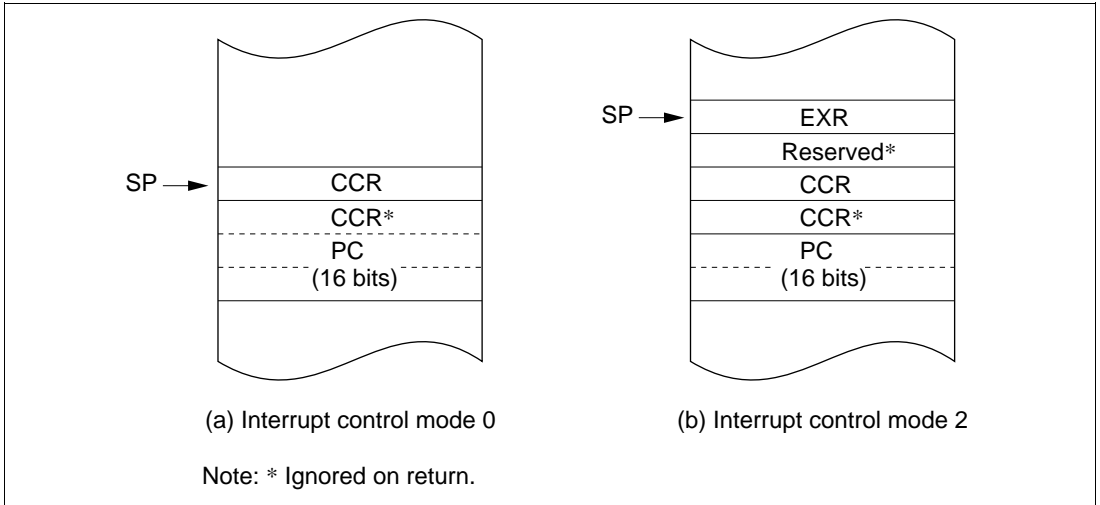 SP
CCR
CCR*
PC
(16 bits)
(a) Interrupt control mode 0
SP
EXR
Reserved*
CCR
CCR*
PC
(16 bits)
(b) Interrupt control mode 2
Note: * Ignored on return.